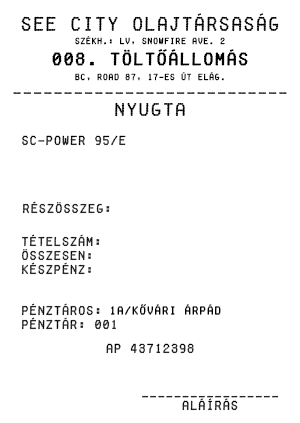 SEE CITY OLAJTÁRSASÁG
SZÉKH.: LV, SNOWFIRE AVE. 2
008. TÖLTŐÁLLOMÁS
BC, ROAD 87, 17-ES ÚT ELÁG.
NYUGTA
SC-POWER 95/E
RÉSZÖSSZEG:
TÉTELSZÁM:
ÖSSZESEN:
KÉSZPÉNZ:
PÉNZTÁROS: 1A/KŐVÁRI ÁRPÁD
PÉNZTÁR: 001
AP 43712398
ALÁÍRÁS